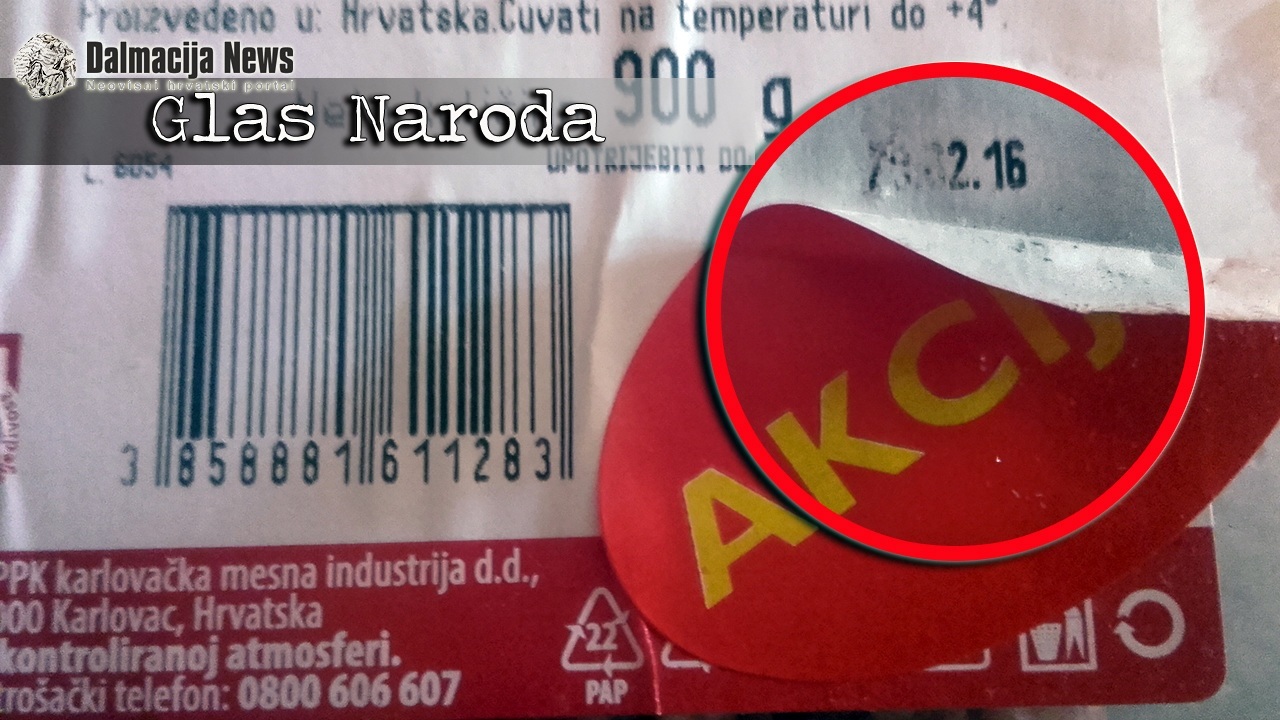 Proizvedeno u: Hrvatska.Čuvati na temperaturi do +4°.
Dalmacija News
Neovisni hrvatski portal
Glas Naroda
900 g
L. 6054
UPOTRIJEBITI DO
2.16
3 858881 611283
AKCIJ
PPK karlovačka mesna industrija d.d.,
000 Karlovac, Hrvatska
kontroliranoj atmosferi.
trošački telefon: 0800 606 607
22
PAP